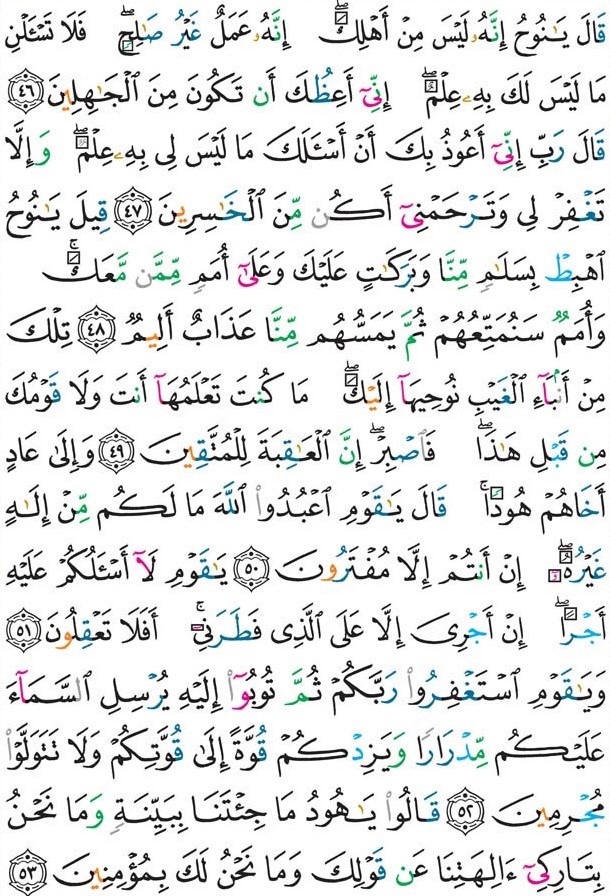 قَالَ يَـٰنُوحُ إِنَّهُۥ لَيْسَ مِنْ أَهْلِكَ ۖ إِنَّهُۥ عَمَلٌ غَيْرُ صَـٰلِحٍ ۖ فَلَا تَسْـَٔلْنِ
مَا لَيْسَ لَكَ بِهِۦ عِلْمٌ ۖ إِنِّىٓ أَعِظُكَ أَن تَكُونَ مِنَ ٱلْجَـٰهِلِينَ ٤٦
قَالَ رَبِّ إِنِّىٓ أَعُوذُ بِكَ أَنْ أَسْـَٔلَكَ مَا لَيْسَ لِى بِهِۦ عِلْمٌ ۖ وَإِلَّا
تَغْفِرْ لِى وَتَرْحَمْنِىٓ أَكُن مِّنَ ٱلْخَـٰسِرِينَ ٤٧ قِيلَ يَـٰنُوحُ
ٱهْبِطْ بِسَلَـٰمٍ مِّنَّا وَبَرَكَـٰتٍ عَلَيْكَ وَعَلَىٰٓ أُمَمٍ مِّمَّن مَّعَكَ ۚ
وَأُمَمٌ سَنُمَتِّعُهُمْ ثُمَّ يَمَسُّهُم مِّنَّا عَذَابٌ أَلِيمٌ ٤٨ تِلْكَ
مِنْ أَنۢبَآءِ ٱلْغَيْبِ نُوحِيهَآ إِلَيْكَ ۖ مَا كُنتَ تَعْلَمُهَآ أَنتَ وَلَا قَوْمُكَ
مِن قَبْلِ هَـٰذَا ۖ فَٱصْبِرْ ۖ إِنَّ ٱلْعَـٰقِبَةَ لِلْمُتَّقِينَ ٤٩ وَإِلَىٰ عَادٍ
أَخَاهُمْ هُودًا ۚ قَالَ يَـٰقَوْمِ ٱعْبُدُوا۟ ٱللَّهَ مَا لَكُم مِّنْ إِلَـٰهٍ
غَيْرُهُۥٓ ۖ إِنْ أَنتُمْ إِلَّا مُفْتَرُونَ ٥٠ يَـٰقَوْمِ لَآ أَسْـَٔلُكُمْ عَلَيْهِ
أَجْرًا ۖ إِنْ أَجْرِىَ إِلَّا عَلَى ٱلَّذِى فَطَرَنِىٓ ۚ أَفَلَا تَعْقِلُونَ ٥١
وَيَـٰقَوْمِ ٱسْتَغْفِرُوا۟ رَبَّكُمْ ثُمَّ تُوبُوٓا۟ إِلَيْهِ يُرْسِلِ ٱلسَّمَآءَ
عَلَيْكُم مِّدْرَارًا وَيَزِدْكُمْ قُوَّةً إِلَىٰ قُوَّتِكُمْ وَلَا تَتَوَلَّوْا۟
مُجْرِمِينَ ٥٢ قَالُوا۟ يَـٰهُودُ مَا جِئْتَنَا بِبَيِّنَةٍ وَمَا نَحْنُ
بِتَارِكِىٓ ءَالِهَتِنَا عَن قَوْلِكَ وَمَا نَحْنُ لَكَ بِمُؤْمِنِينَ ٥٣